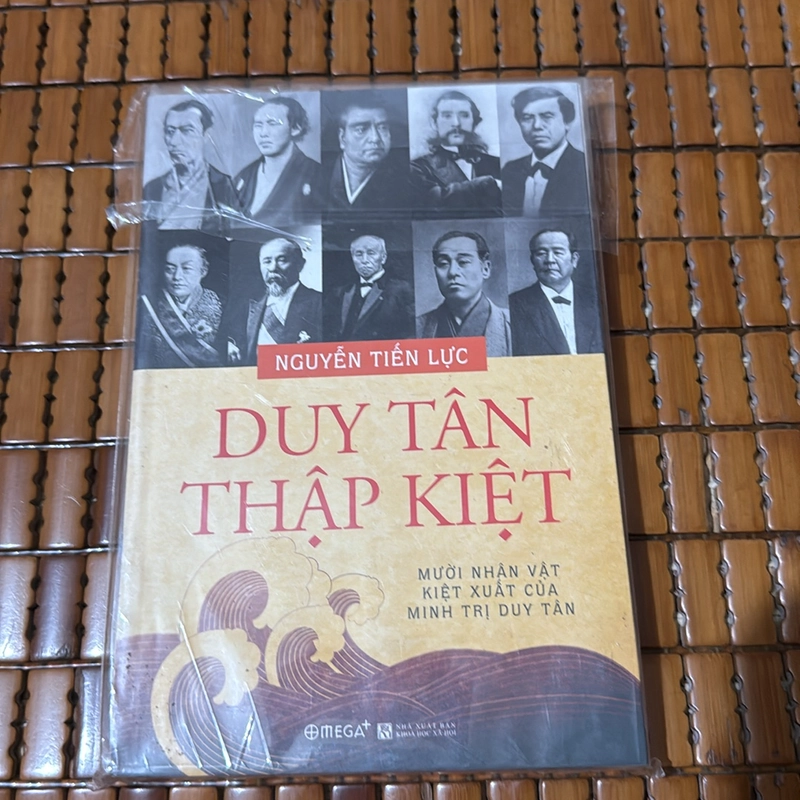 NGUYỄN TIẾN LỰC
DUY TÂN
THẬP KIỆT
MƯỜI NHÂN VẬT
KIỆT XUẤT CỦA
MINH TRỊ DUY TÂN
OMEGA+
NHÀ XUẤT BẢN
KHOA HỌC XÃ HỘI